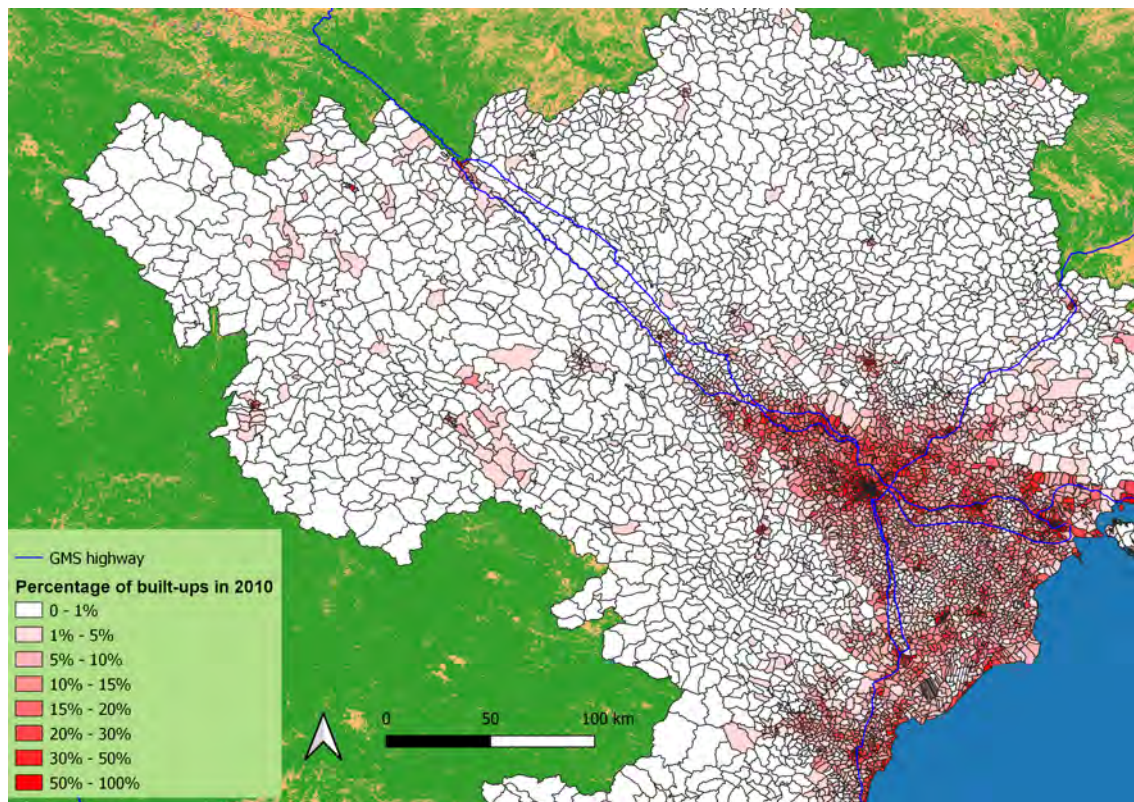 GMS highway
Percentage of built-ups in 2010
0 - 1%
1% - 5%
5% - 10%
10% - 15%
15% - 20%
20% - 30%
30% - 50%
50% - 100%
0 50 100 km